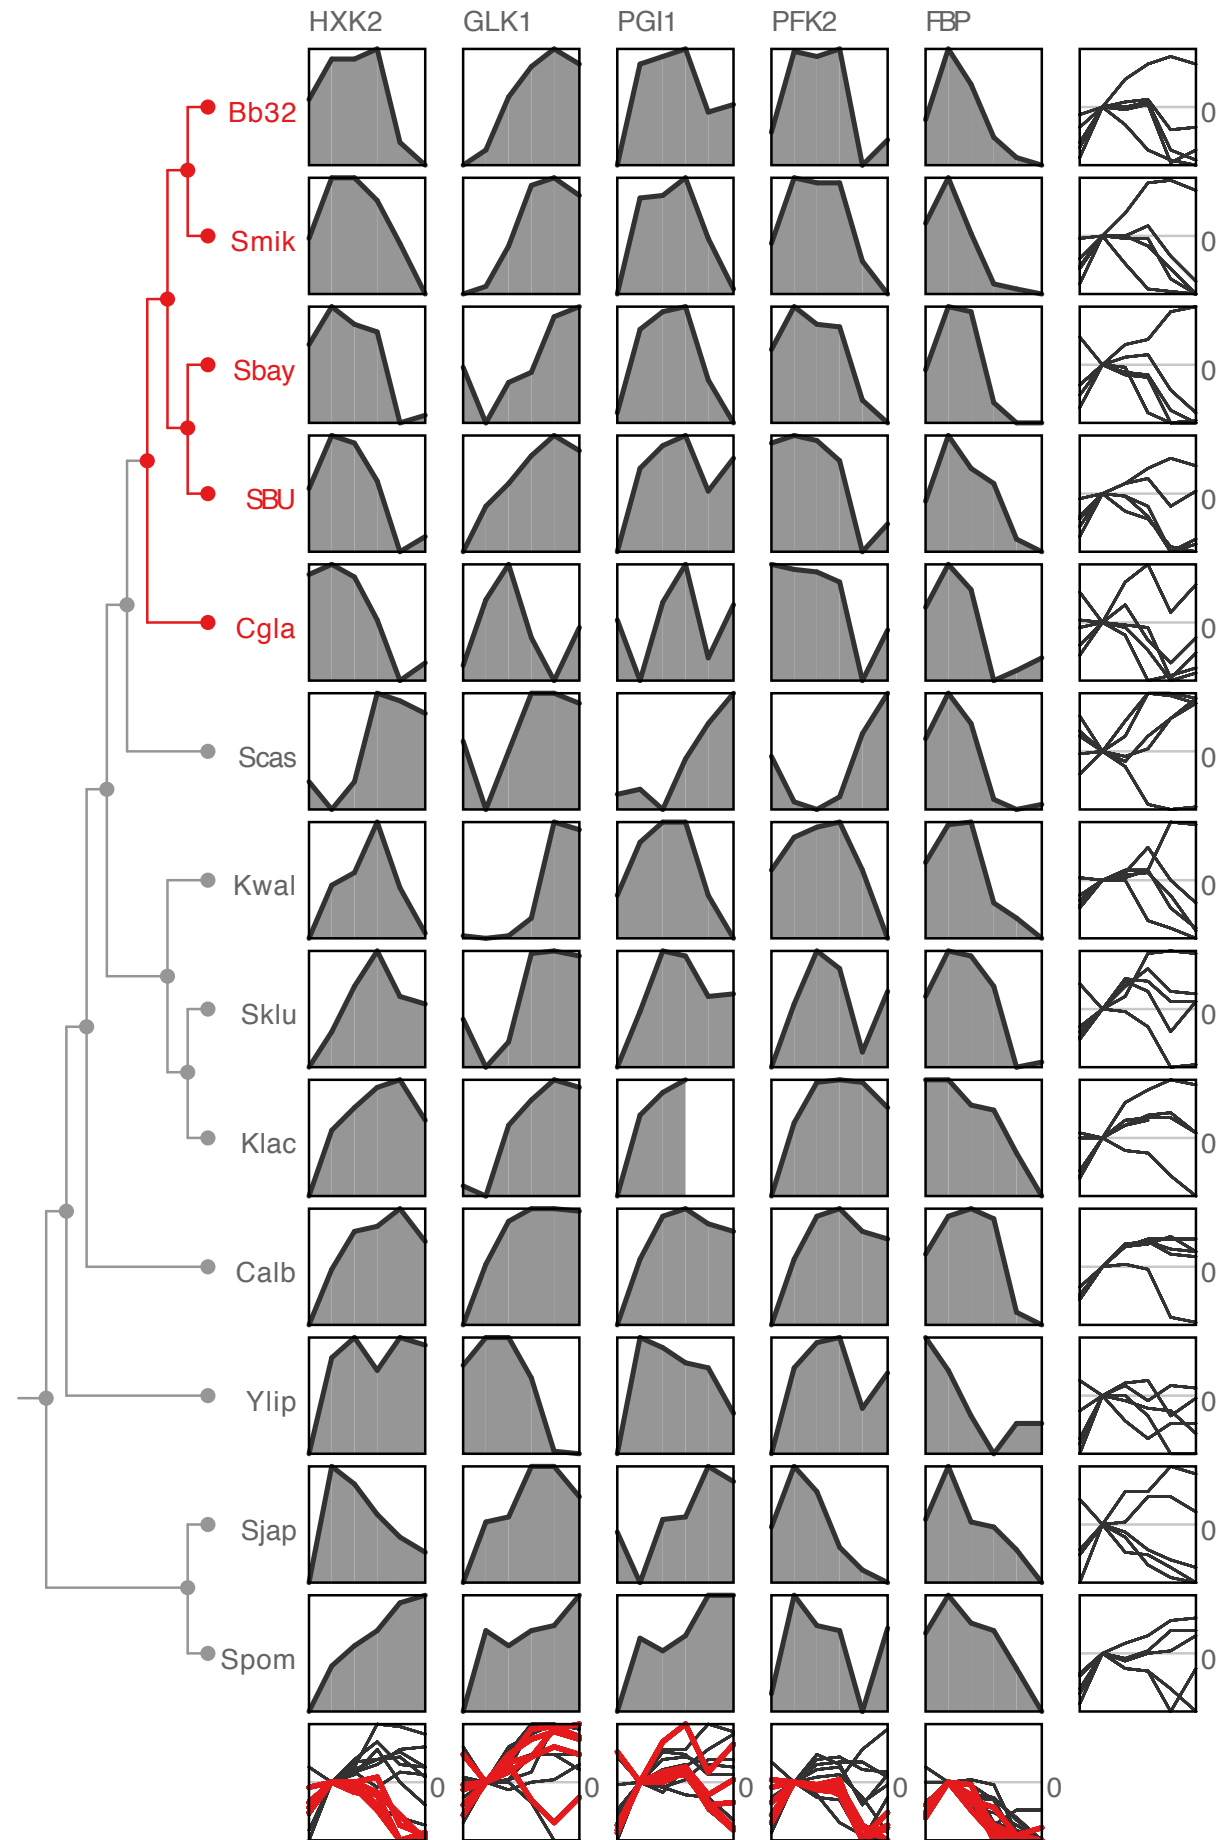 HXK2 GLK1 PGI1 PFK2 FBP
Bb32 0
Smik 0
Sbay 0
SBU 0
Cgla 0
Scas 0
Kwal 0
Sklu 0
Klac 0
Calb 0
Ylip 0
Sjap 0
Spom 0
0 0 0 0 0